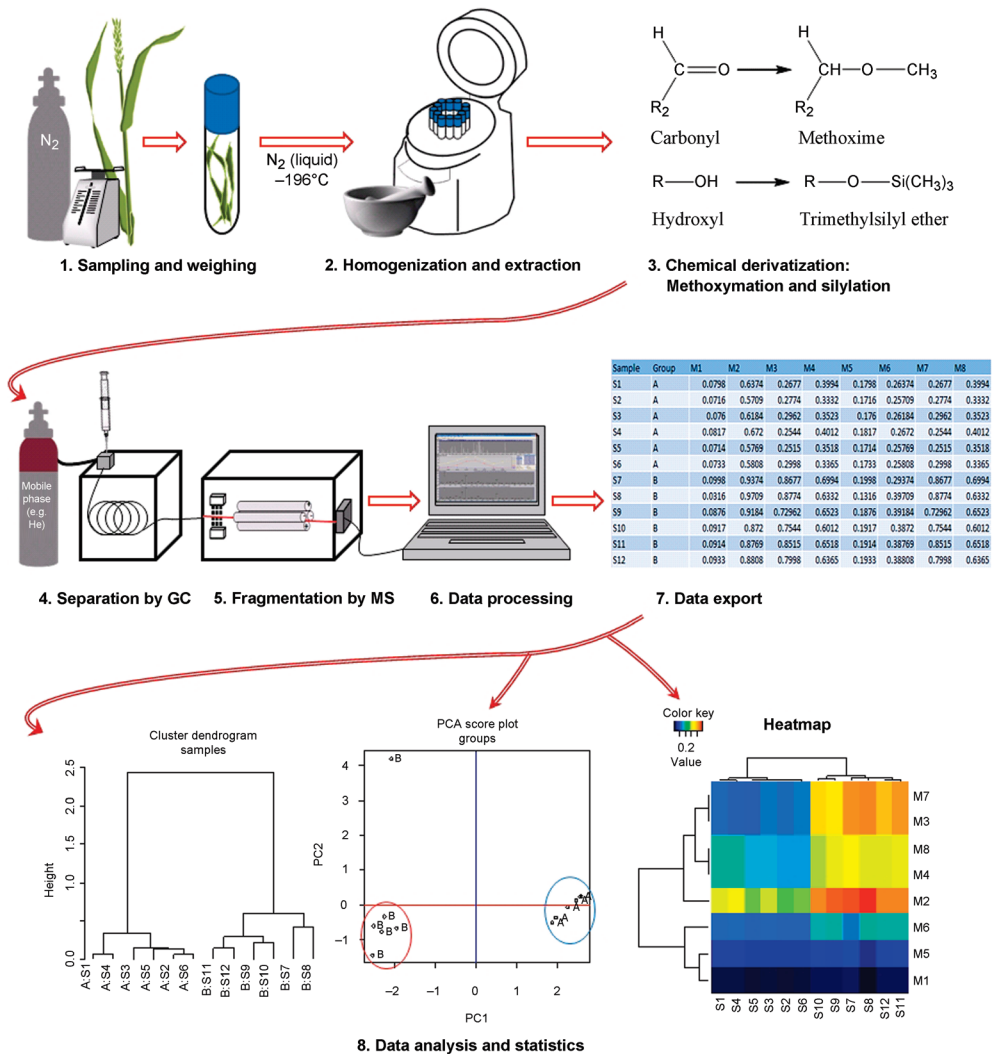 N2
N2 (liquid)
–196°C
H
C
O
R2
Carbonyl
H
CH
O
CH3
R2
Methoxime
R
OH
Hydroxyl
R
O
Si(CH3)3
Trimethylsilyl ether
1. Sampling and weighing
2. Homogenization and extraction
3. Chemical derivatization:
Methoxymation and silylation
Mobile
phase
(e.g.
He)
4. Separation by GC
5. Fragmentation by MS
6. Data processing
Sample Group M1 M2 M3 M4 M5 M6 M7 M8
S1 A 0.0798 0.6374 0.2677 0.3994 0.1798 0.26374 0.2677 0.3994
S2 A 0.0716 0.5709 0.2774 0.3332 0.1716 0.25709 0.2774 0.3332
S3 A 0.076 0.6184 0.2962 0.3523 0.176 0.26184 0.2962 0.3523
S4 A 0.0817 0.672 0.2544 0.4012 0.1817 0.2672 0.2544 0.4012
S5 A 0.0714 0.5769 0.2515 0.3518 0.1714 0.25769 0.2515 0.3518
S6 A 0.0733 0.5808 0.2998 0.3365 0.1733 0.25808 0.2998 0.3365
S7 B 0.0998 0.9374 0.8677 0.6994 0.1998 0.29374 0.8677 0.6994
S8 B 0.0316 0.9709 0.8774 0.6332 0.1316 0.39709 0.8774 0.6332
S9 B 0.0876 0.9184 0.72962 0.6523 0.1876 0.39184 0.72962 0.6523
S10 B 0.0917 0.872 0.7544 0.6012 0.1917 0.3872 0.7544 0.6012
S11 B 0.0914 0.8769 0.8515 0.6518 0.1914 0.38769 0.8515 0.6518
S12 B 0.0933 0.8808 0.7998 0.6365 0.1933 0.38808 0.7998 0.6365
7. Data export
Cluster dendrogram
samples
Height
2.5
2.0
1.5
1.0
0.5
0.0
A:S1
A:S4
A:S3
A:S5
A:S2
A:S6
B:S11
B:S12
B:S9
B:S10
B:S7
B:S8
PCA score plot
groups
PC2
4
3
2
1
0
–1
B
B
B
B
B
B
A
A
A
A
A
A
–2 –1 0 1 2
PC1
Color key
0.2
Value
Heatmap
M7
M3
M8
M4
M2
M6
M5
M1
S1
S4
S5
S3
S2
S6
S10
S9
S7
S8
S12
S11
8. Data analysis and statistics